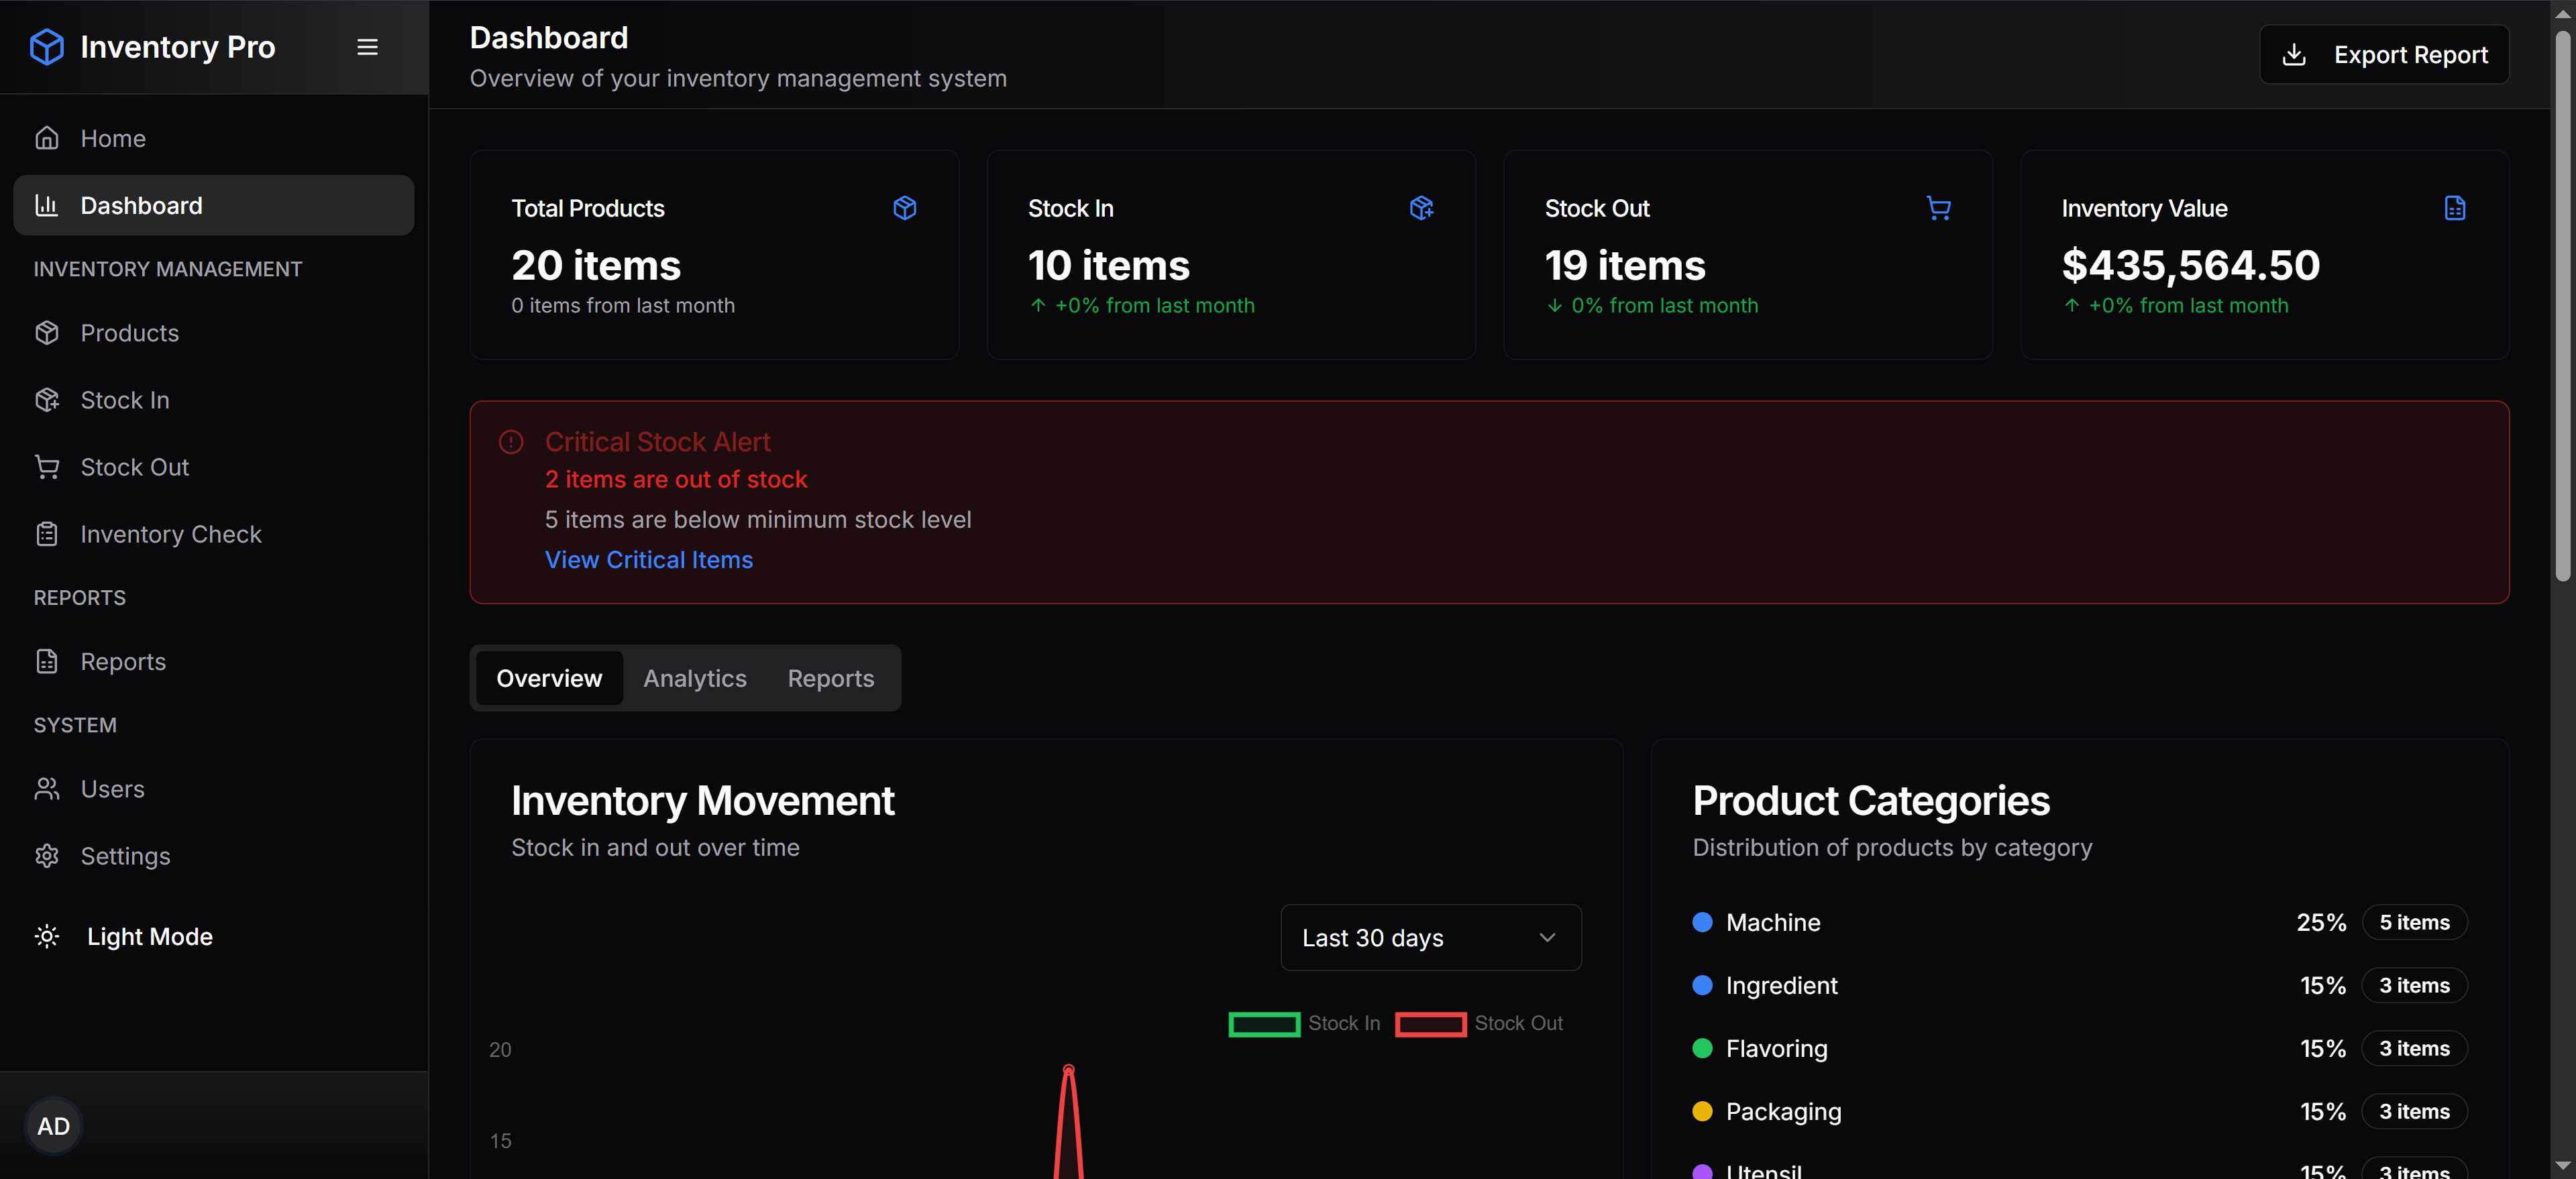 Inventory Pro
Home
Dashboard
INVENTORY MANAGEMENT
Products
Stock In
Stock Out
Inventory Check
REPORTS
Reports
SYSTEM
Users
Settings
Light Mode
AD
Dashboard
Overview of your inventory management system
Export Report
Total Products
20 items
0 items from last month
Stock In
10 items
+0% from last month
Stock Out
19 items
0% from last month
Inventory Value
$435,564.50
+0% from last month
Critical Stock Alert
2 items are out of stock
5 items are below minimum stock level
View Critical Items
Overview Analytics Reports
Inventory Movement
Stock in and out over time
Last 30 days
Stock In Stock Out
20
15
Product Categories
Distribution of products by category
Machine 25% 5 items
Ingredient 15% 3 items
Flavoring 15% 3 items
Packaging 15% 3 items
Utensil 15% 3 items